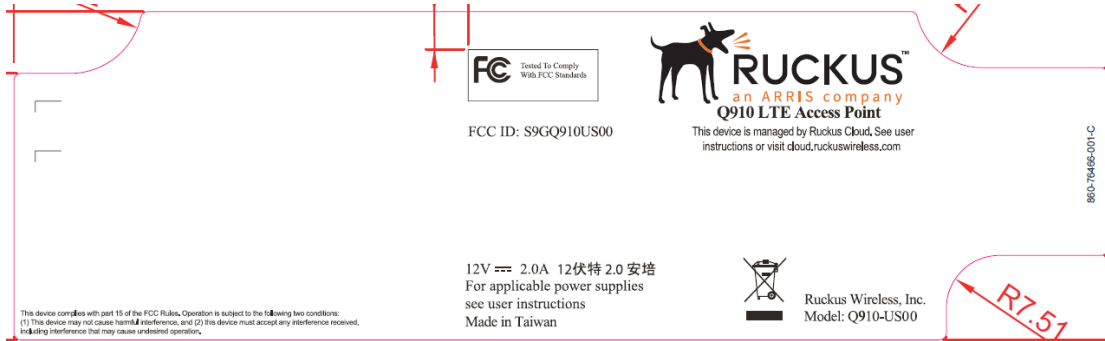 FC Tested To Comply
With FCC Standards
FCC ID: S9GQ910US00
RUCKUS™
an ARRIS company
Q910 LTE Access Point
This device is managed by Ruckus Cloud. See user
instructions or visit cloud.ruckuswireless.com
860-76466-001-C
12V ⎓ 2.0A 12伏特 2.0 安培
For applicable power supplies
see user instructions
Made in Taiwan
Ruckus Wireless, Inc.
Model: Q910-US00
R7.51
This device complies with part 15 of the FCC Rules. Operation is subject to the following two conditions:
(1) This device may not cause harmful interference, and (2) this device must accept any interference received,
including interference that may cause undesired operation.